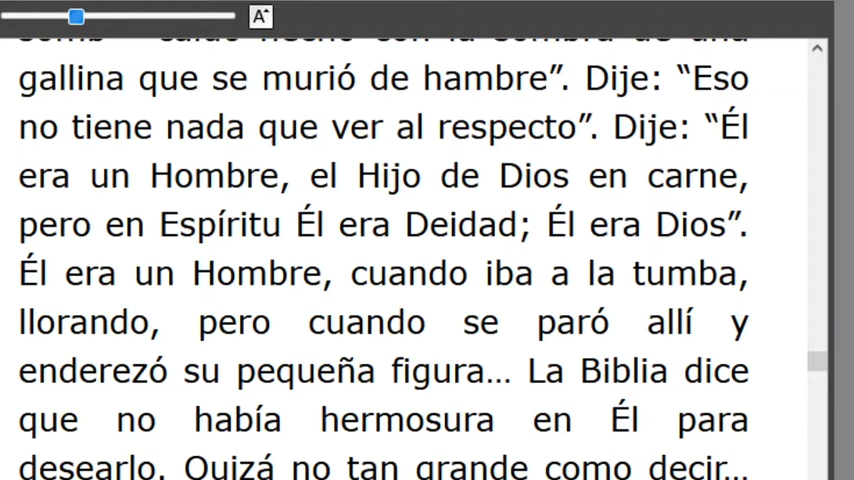 A
gallina que se murió de hambre”. Dije: “Eso
no tiene nada que ver al respecto”. Dije: “Él
era un Hombre, el Hijo de Dios en carne,
pero en Espíritu Él era Deidad; Él era Dios”.
Él era un Hombre, cuando iba a la tumba,
llorando, pero cuando se paró allí y
enderezó su pequeña figura… La Biblia dice
que no había hermosura en Él para
desearlo. Quizá no tan grande como decir…